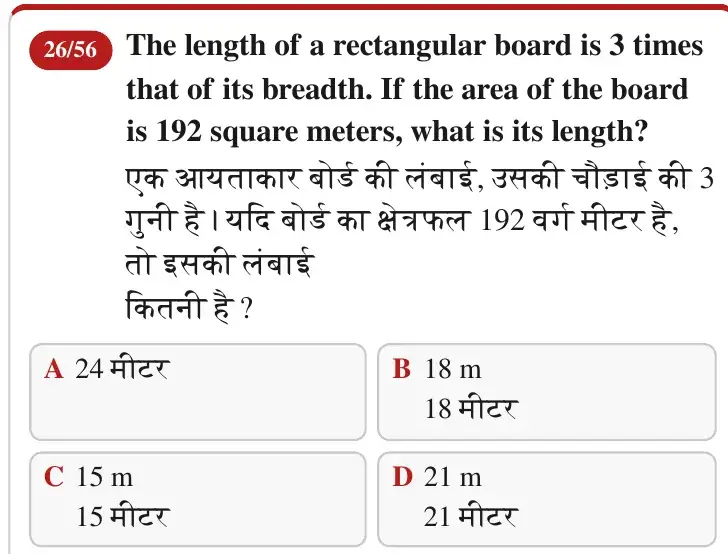 26/56 The length of a rectangular board is 3 times
that of its breadth. If the area of the board
is 192 square meters, what is its length?
एक आयताकार बोर्ड की लंबाई, उसकी चौड़ाई की 3
गुनी है। यदि बोर्ड का क्षेत्रफल 192 वर्ग मीटर है,
तो इसकी लंबाई
कितनी है ?
A 24 मीटर
B 18 m
18 मीटर
C 15 m
15 मीटर
D 21 m
21 मीटर